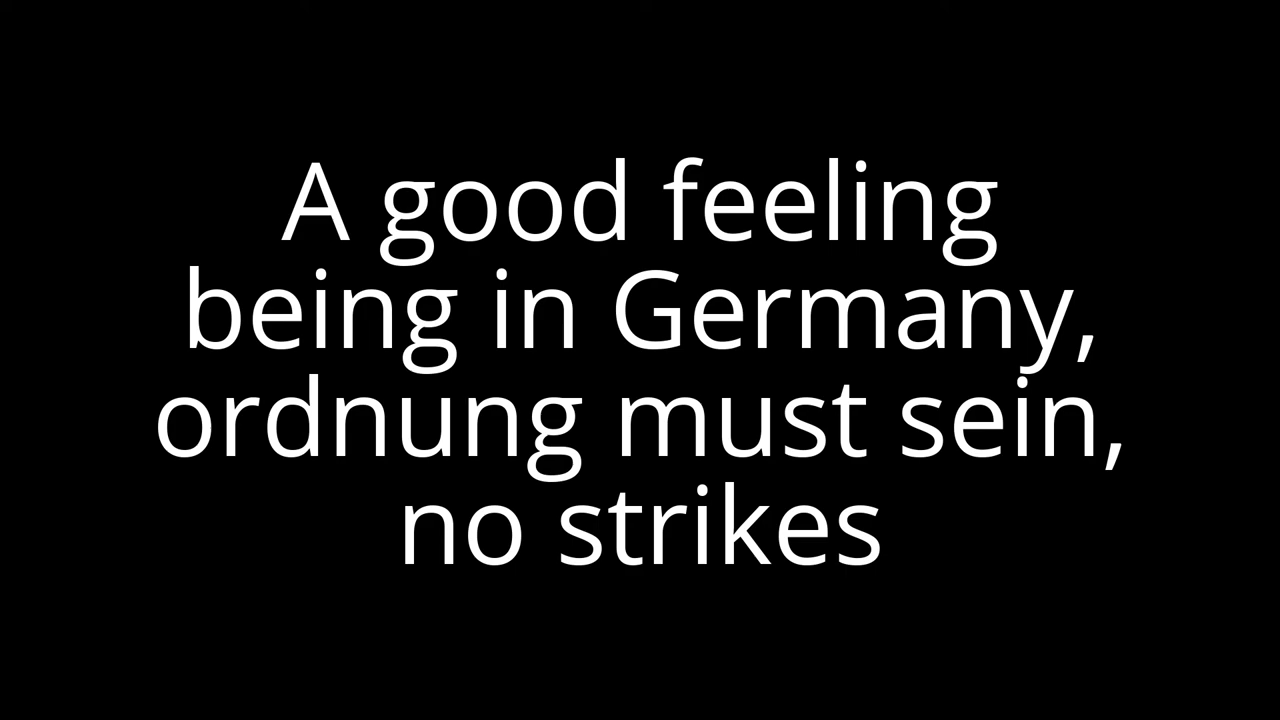 A good feeling
being in Germany,
ordnung must sein,
no strikes